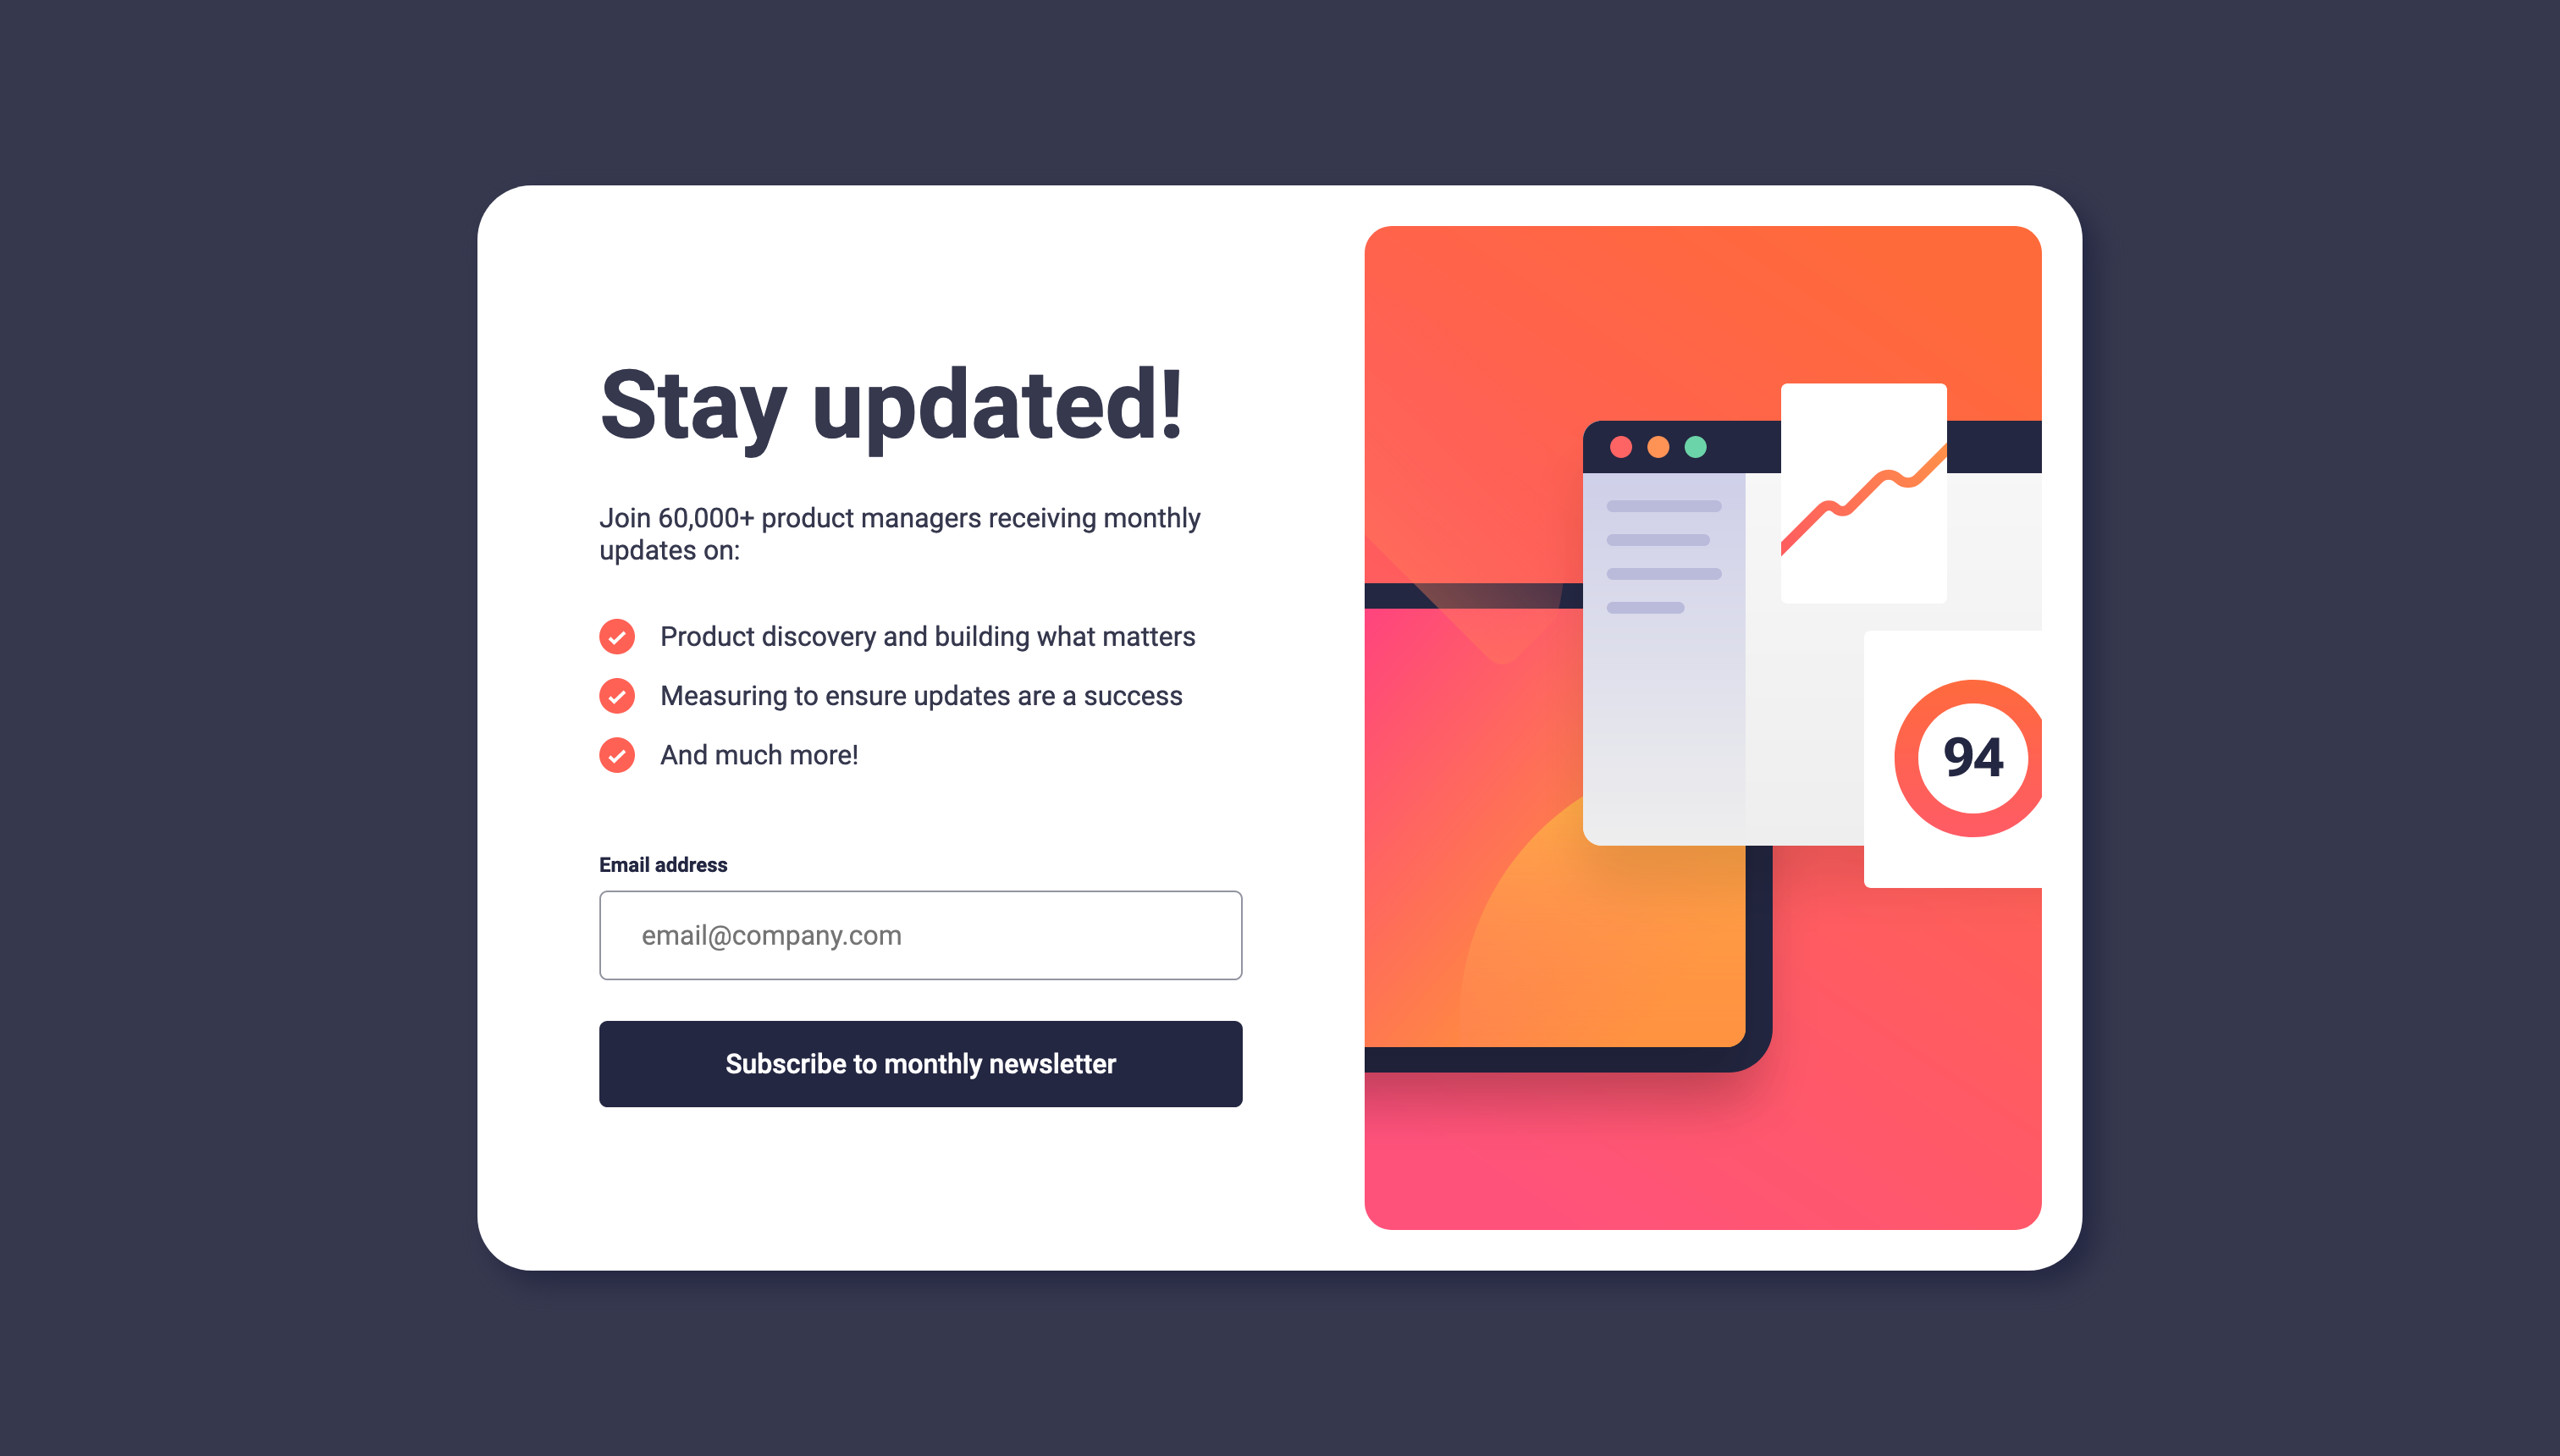 Stay updated!
Join 60,000+ product managers receiving monthly
updates on:
Product discovery and building what matters
Measuring to ensure updates are a success
And much more!
Email address
email@company.com
Subscribe to monthly newsletter
94